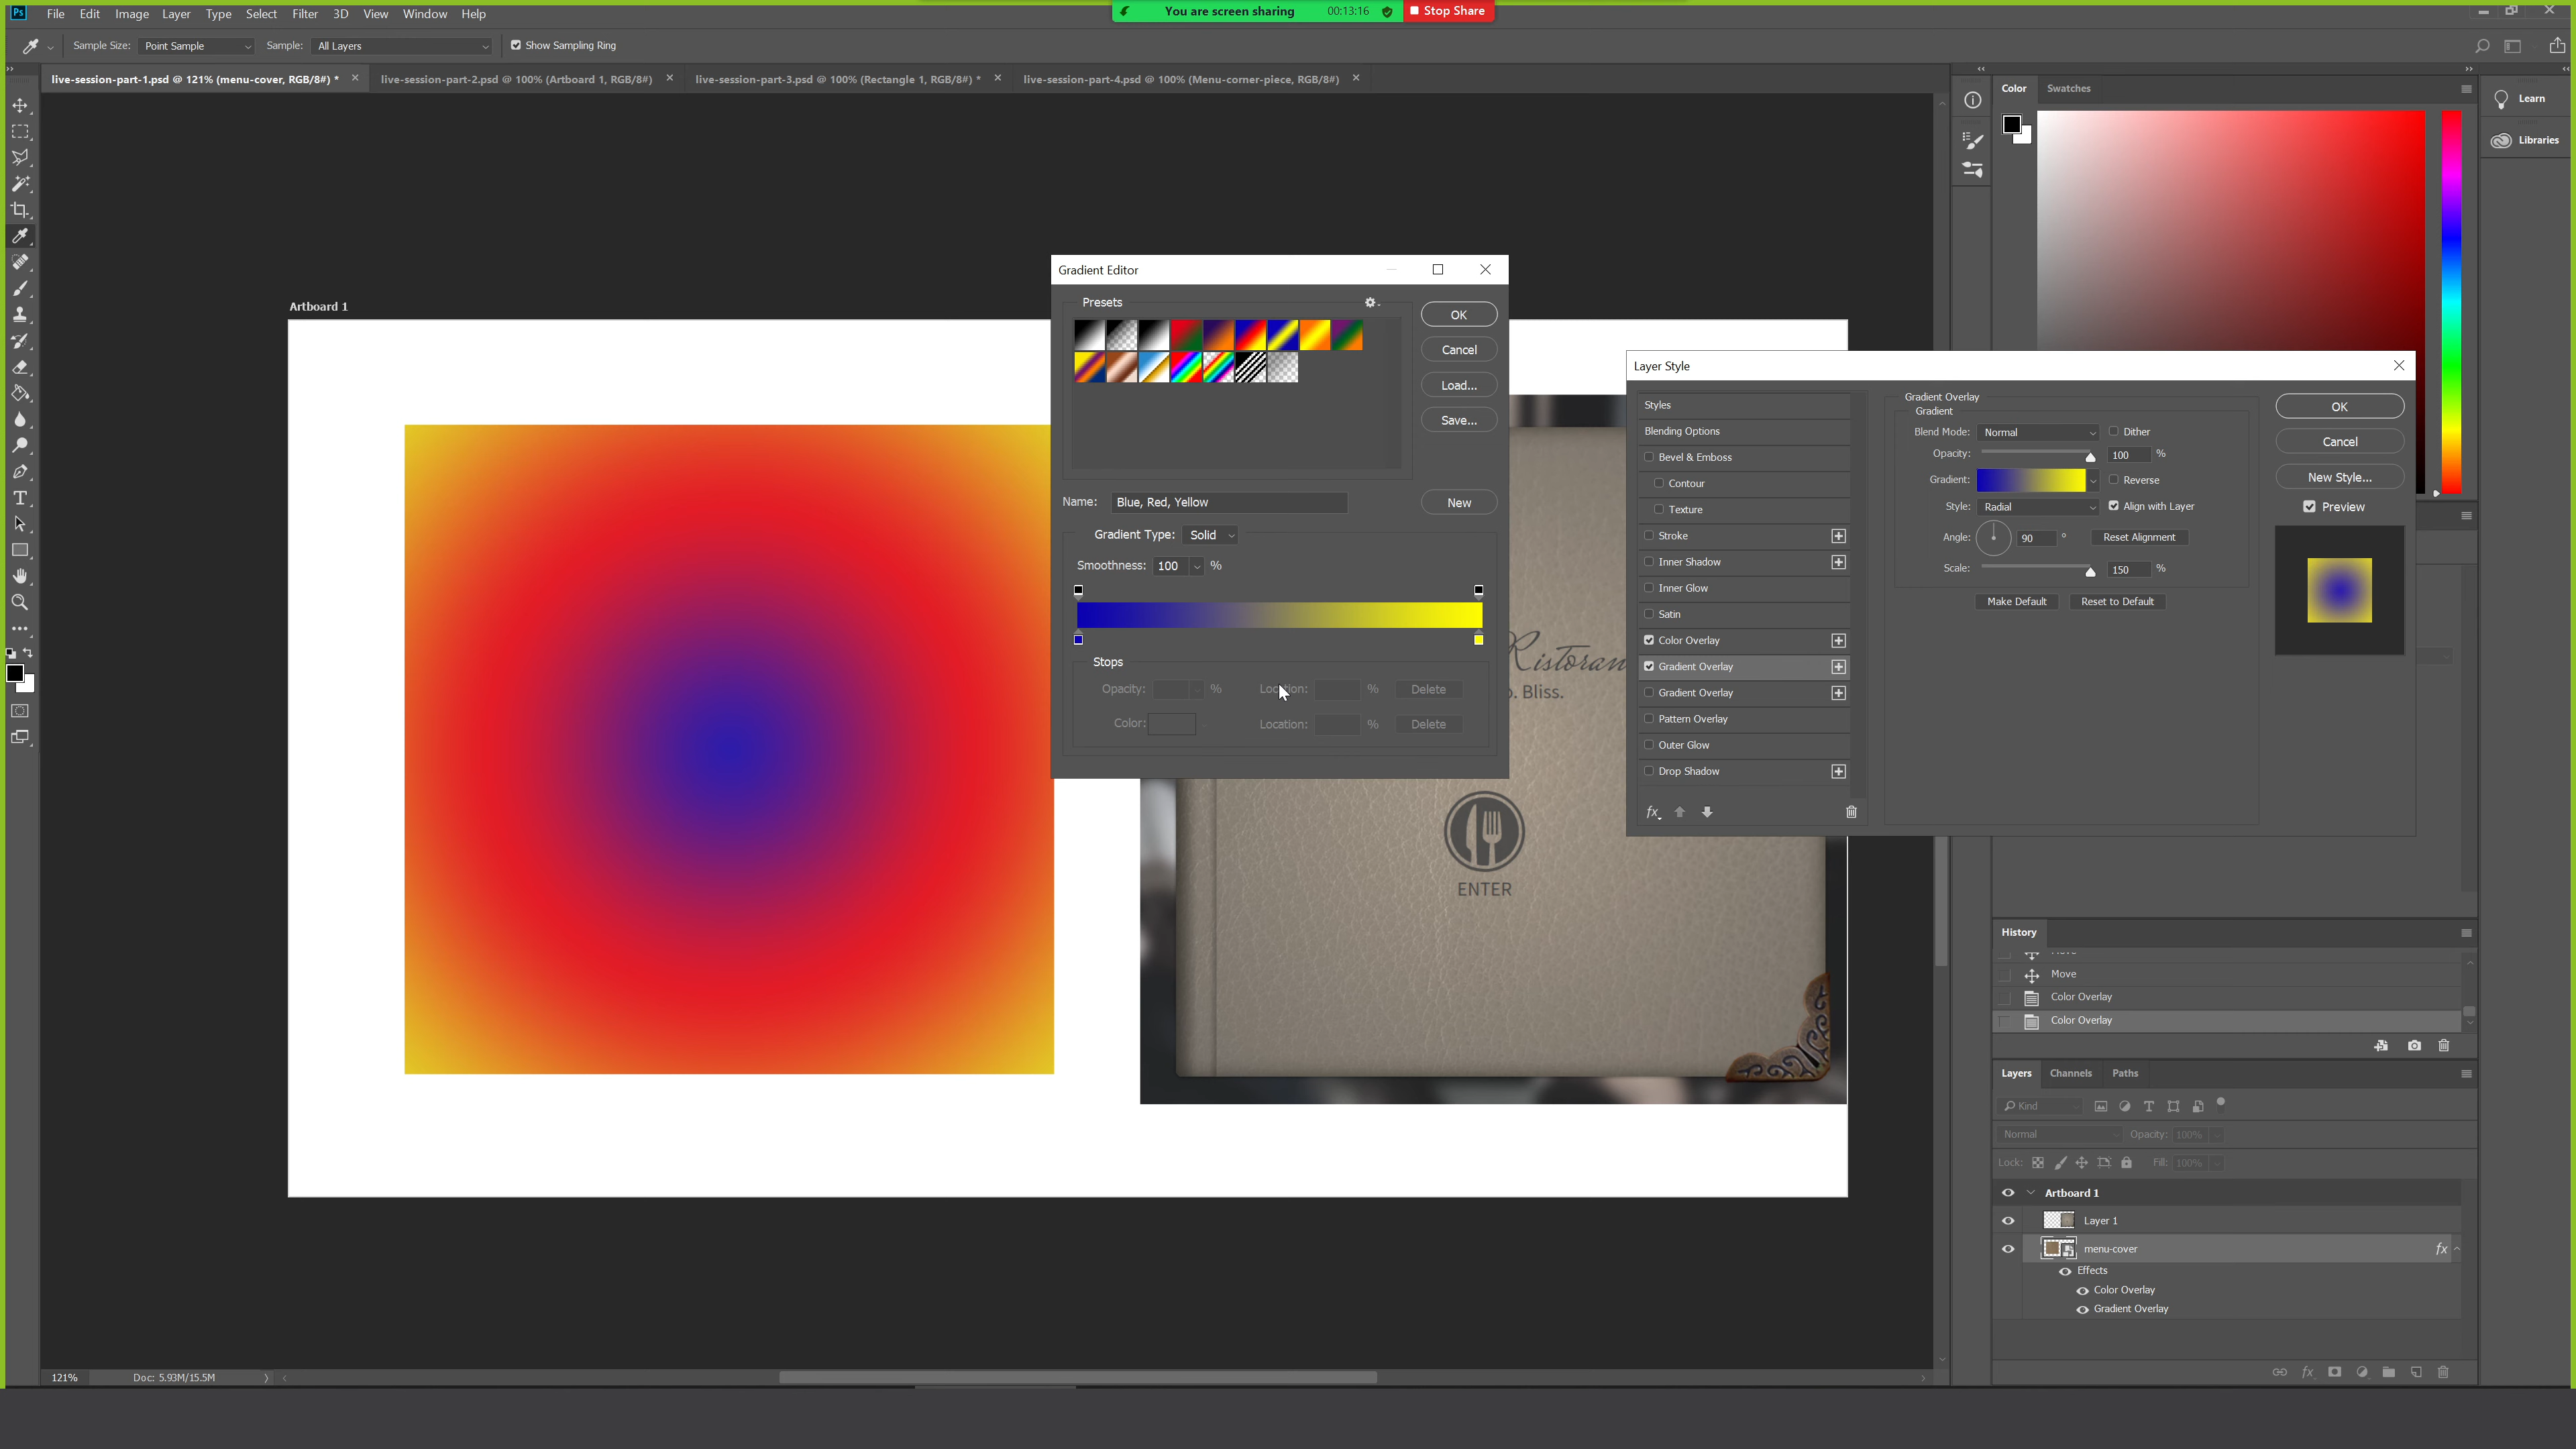 Ps File Edit Image Layer Type Select Filter 3D View Window Help
You are screen sharing 00:13:16 Stop Share
Sample Size: Point Sample Sample: All Layers Show Sampling Ring
live-session-part-1.psd @ 121% (menu-cover, RGB/8#) * live-session-part-2.psd @ 100% (Artboard 1, RGB/8#) live-session-part-3.psd @ 100% (Rectangle 1, RGB/8#) * live-session-part-4.psd @ 100% (Menu-corner-piece, RGB/8#)
Color Swatches
Learn
Libraries
Artboard 1
Gradient Editor
Presets
OK
Cancel
Load...
Save...
Name: Blue, Red, Yellow
New
Gradient Type: Solid
Smoothness: 100 %
Stops
Opacity: % Location: % Delete
Color: Location: % Delete
Ristoran
. Bliss.
ENTER
Layer Style
Styles
Blending Options
Bevel & Emboss
Contour
Texture
Stroke
Inner Shadow
Inner Glow
Satin
Color Overlay
Gradient Overlay
Gradient Overlay
Pattern Overlay
Outer Glow
Drop Shadow
fx
Gradient Overlay
Gradient
Blend Mode: Normal Dither
Opacity: 100 %
Gradient: Reverse
Style: Radial Align with Layer
Angle: 90 ° Reset Alignment
Scale: 150 %
Make Default Reset to Default
OK
Cancel
New Style...
Preview
History
Move
Color Overlay
Color Overlay
Layers Channels Paths
Kind
Normal Opacity: 100%
Lock: Fill: 100%
Artboard 1
Layer 1
menu-cover fx
Effects
Color Overlay
Gradient Overlay
fx
121% Doc: 5.93M/15.5M